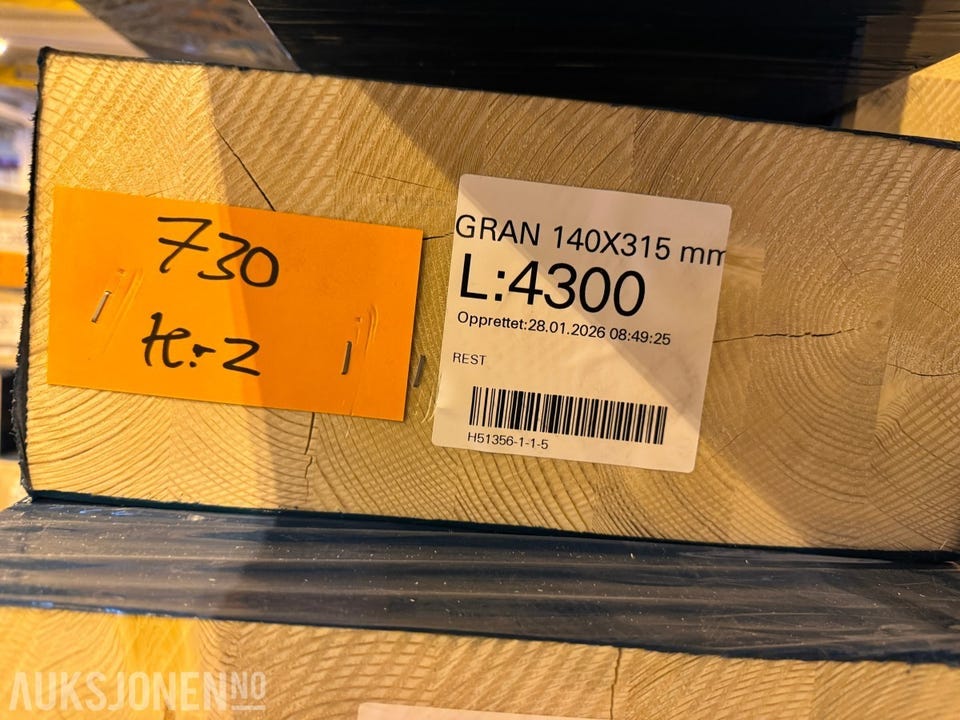 730
Hr-2
GRAN 140X315 mm
L:4300
Opprettet:28.01.2026 08:49:25
REST
H51356-1-1-5
AUKSJONEN.NO